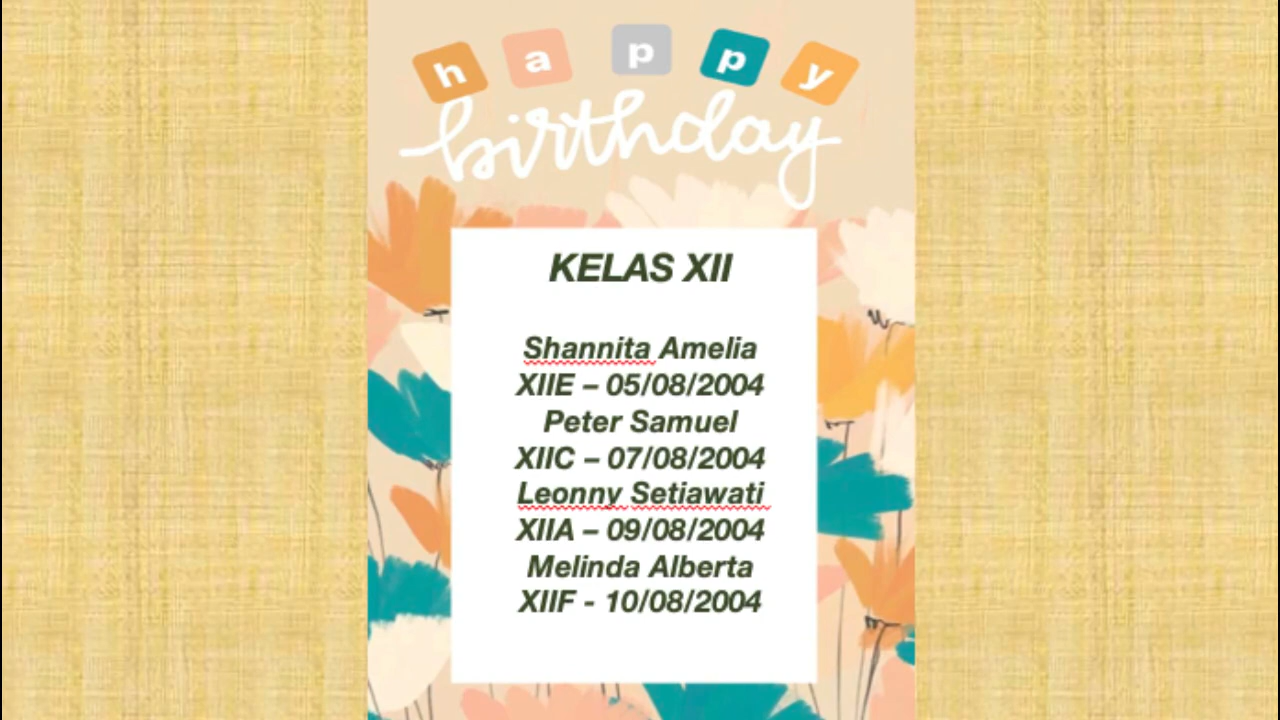 happy
birthday
KELAS XII
Shannita Amelia
XIIE – 05/08/2004
Peter Samuel
XIIC – 07/08/2004
Leonny Setiawati
XIIA – 09/08/2004
Melinda Alberta
XIIF - 10/08/2004